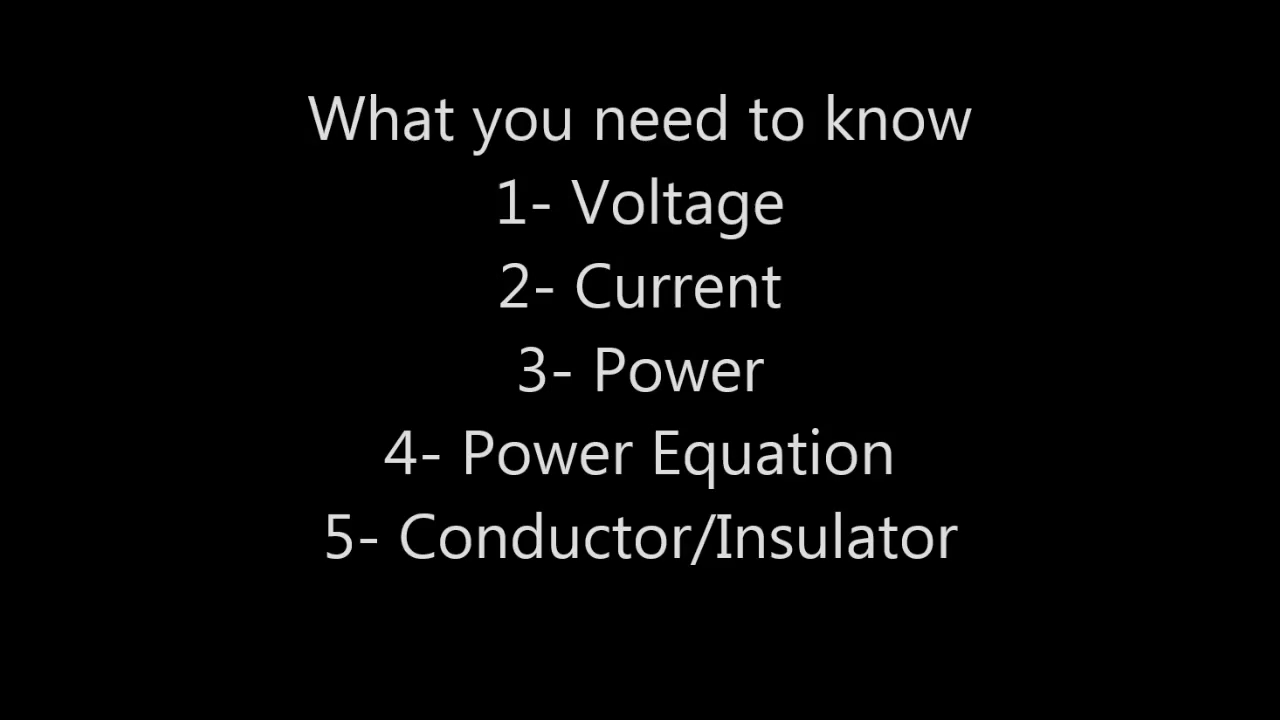 What you need to know
1- Voltage
2- Current
3- Power
4- Power Equation
5- Conductor/Insulator